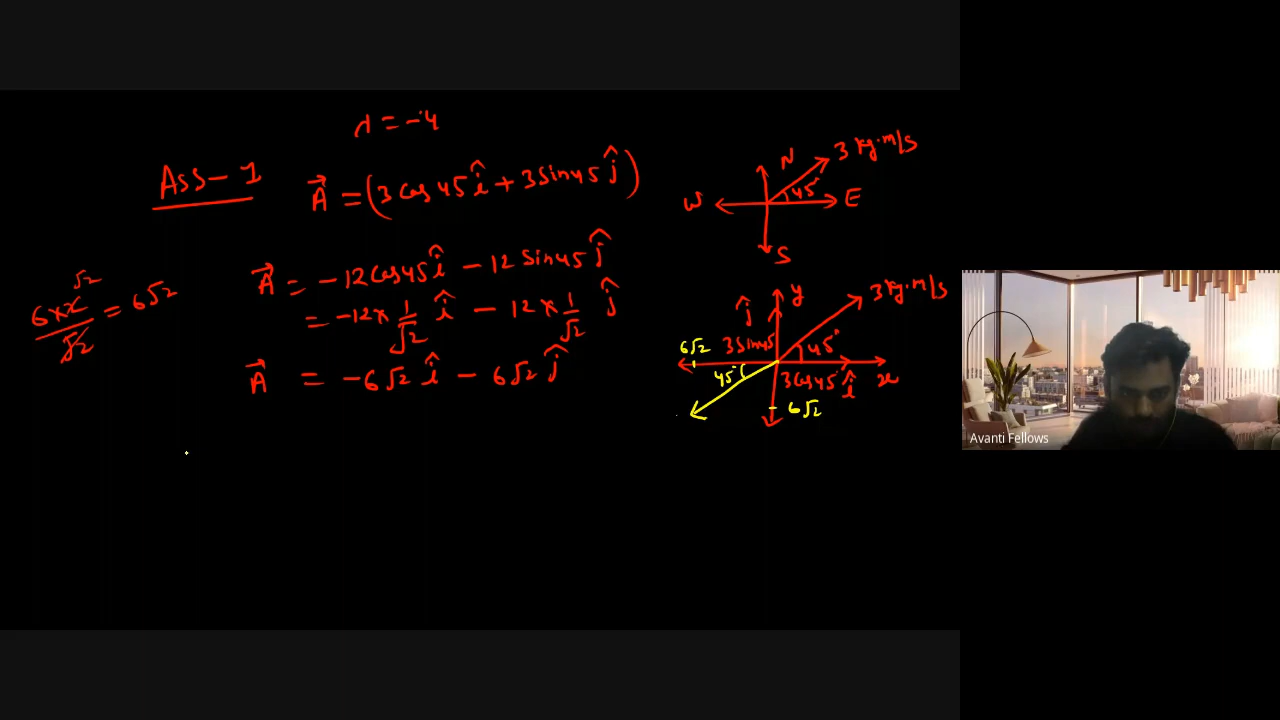 λ = -4
Ass-1
A⃗ = (3 cos 45 î + 3 sin 45 ĵ)
A⃗ = -12 cos 45 î - 12 sin 45 ĵ
= -12 × 1/√2 î - 12 × 1/√2 ĵ
A⃗ = -6√2 î - 6√2 ĵ
6×2/√2 = 6√2
√2
N
3 kg·m/s
45°
W
E
S
y
3 kg·m/s
ĵ
6√2
3 sin 45
45°
45°
3 cos 45° î
x
6√2
Avanti Fellows